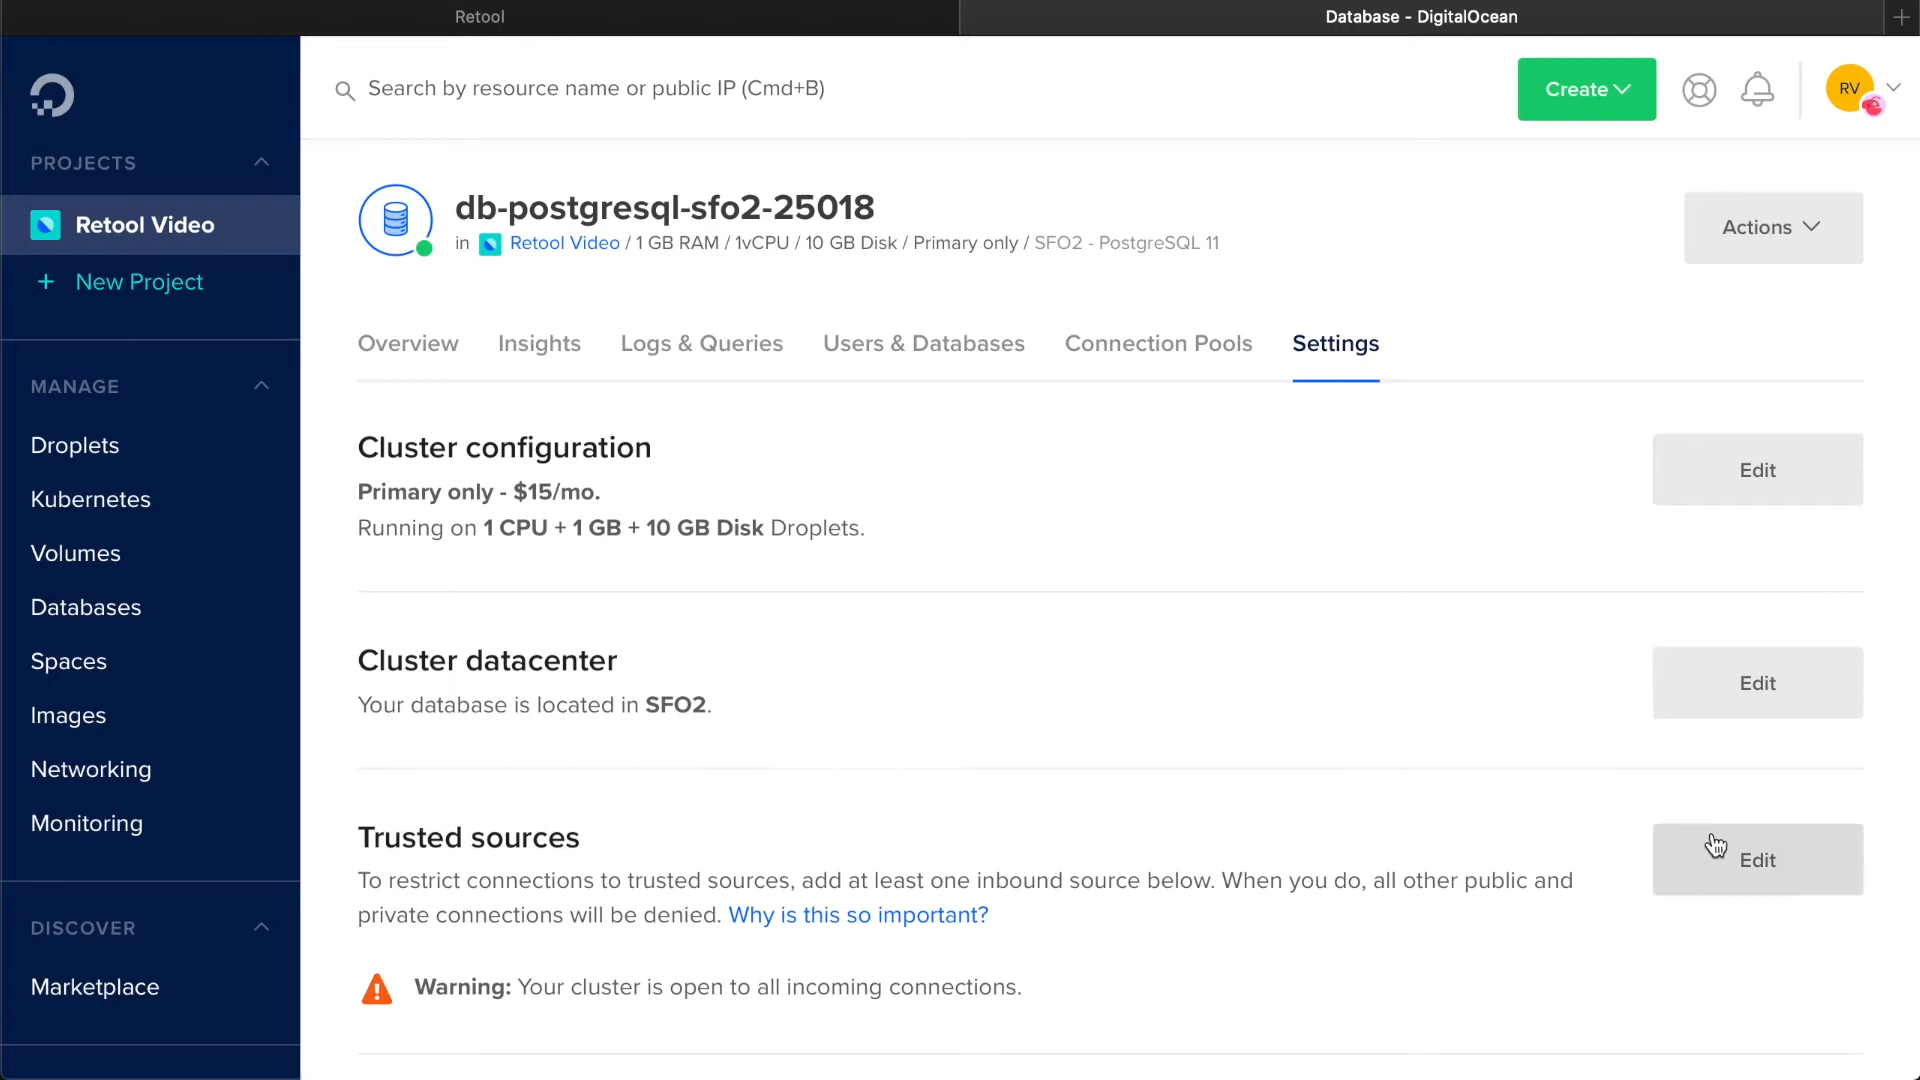 Retool
Database - DigitalOcean
Search by resource name or public IP (Cmd+B)
Create
RV
PROJECTS
Retool Video
+ New Project
MANAGE
Droplets
Kubernetes
Volumes
Databases
Spaces
Images
Networking
Monitoring
DISCOVER
Marketplace
db-postgresql-sfo2-25018
in Retool Video / 1 GB RAM / 1vCPU / 10 GB Disk / Primary only / SFO2 - PostgreSQL 11
Actions
Overview Insights Logs & Queries Users & Databases Connection Pools Settings
Cluster configuration
Primary only - $15/mo.
Running on 1 CPU + 1 GB + 10 GB Disk Droplets.
Edit
Cluster datacenter
Your database is located in SFO2.
Edit
Trusted sources
To restrict connections to trusted sources, add at least one inbound source below. When you do, all other public and
private connections will be denied. Why is this so important?
Edit
Warning: Your cluster is open to all incoming connections.